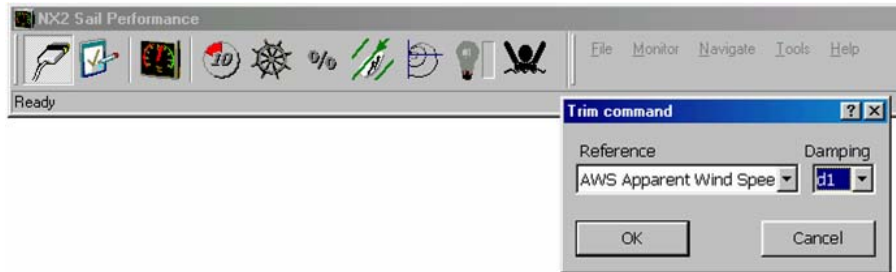 NX2 Sail Performance
10 % File Monitor Navigate Tools Help
Ready
Trim command
Reference Damping
AWS Apparent Wind Spee d1
OK Cancel